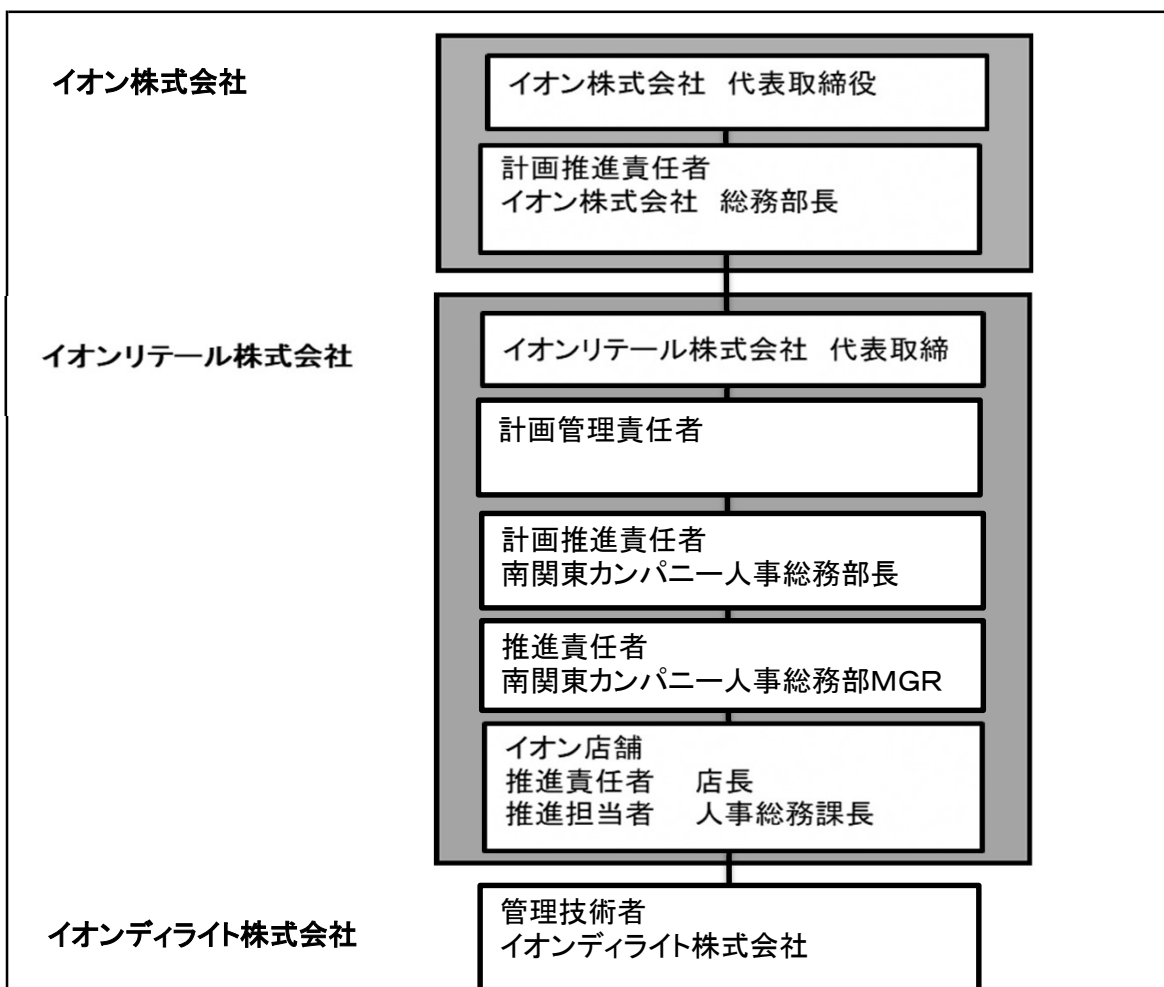 イオン株式会社
イオン株式会社 代表取締役
計画推進責任者
イオン株式会社 総務部長
イオンリテール株式会社
イオンリテール株式会社 代表取締
計画管理責任者
計画推進責任者
南関東カンパニー人事総務部長
推進責任者
南関東カンパニー人事総務部MGR
イオン店舗
推進責任者 店長
推進担当者 人事総務課長
イオンディライト株式会社
管理技術者
イオンディライト株式会社